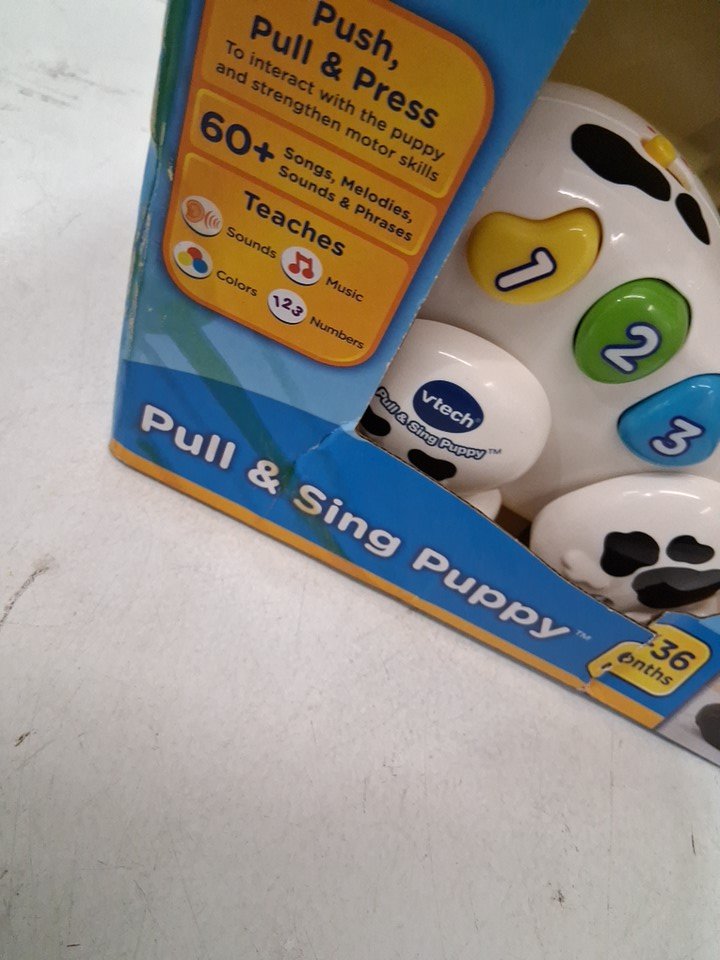 Push,
Pull & Press
To interact with the puppy
and strengthen motor skills
60+ Songs, Melodies,
Sounds & Phrases
Teaches
Sounds
Music
Colors
123
Numbers
1
2
3
vtech®
Pull & Sing Puppy™
Pull & Sing Puppy™
36